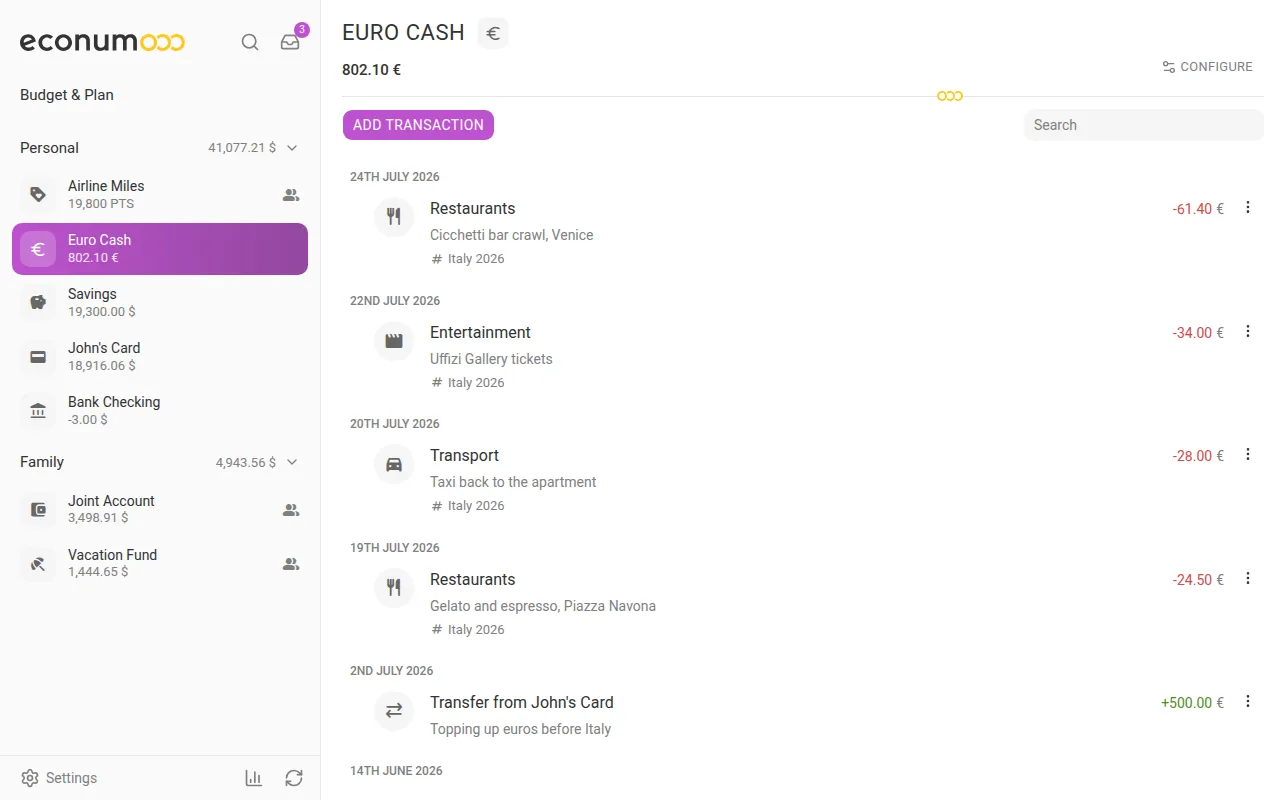 econumooo
3
Budget & Plan
Personal 41,077.21 $
Airline Miles
19,800 PTS
Euro Cash
802.10 €
Savings
19,300.00 $
John's Card
18,916.06 $
Bank Checking
-3.00 $
Family 4,943.56 $
Joint Account
3,498.91 $
Vacation Fund
1,444.65 $
Settings
EURO CASH €
802.10 €
CONFIGURE
ADD TRANSACTION
Search
24TH JULY 2026
Restaurants -61.40 €
Cicchetti bar crawl, Venice
# Italy 2026
22ND JULY 2026
Entertainment -34.00 €
Uffizi Gallery tickets
# Italy 2026
20TH JULY 2026
Transport -28.00 €
Taxi back to the apartment
# Italy 2026
19TH JULY 2026
Restaurants -24.50 €
Gelato and espresso, Piazza Navona
# Italy 2026
2ND JULY 2026
Transfer from John's Card +500.00 €
Topping up euros before Italy
14TH JUNE 2026